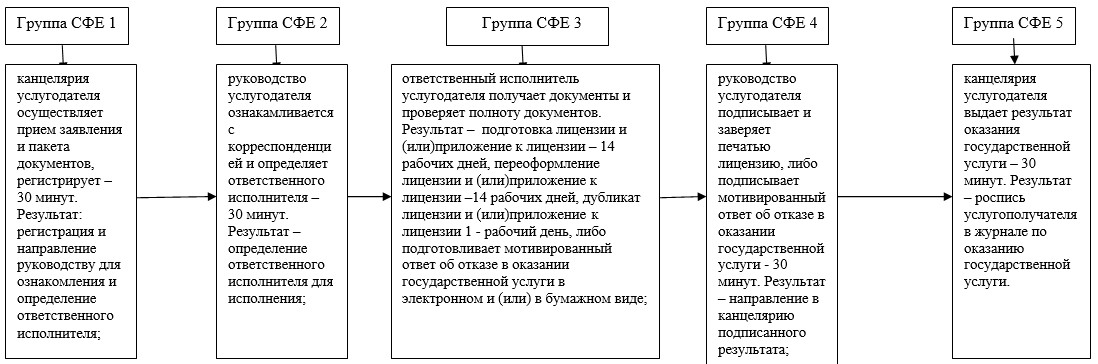 Группа СФЕ 1
Группа СФЕ 2
Группа СФЕ 3
Группа СФЕ 4
Группа СФЕ 5
канцелярия
услугодателя
осуществляет
прием заявления
и пакета
документов,
регистрирует –
30 минут.
Результат:
регистрация и
направление
руководству для
ознакомления и
определение
ответственного
исполнителя;
руководство
услугодателя
ознакамливается
с
корреспонденци
ей и определяет
ответственного
исполнителя –
30 минут.
Результат –
определение
ответственного
исполнителя для
исполнения;
ответственный исполнитель
услугодателя получает документы и
проверяет полноту документов.
Результат – подготовка лицензии и
(или)приложение к лицензии – 14
рабочих дней, переоформление
лицензии и (или)приложение к
лицензии –14 рабочих дней, дубликат
лицензии и (или)приложение к
лицензии 1 - рабочий день, либо
подготовливает мотивированный
ответ об отказе в оказании
государственной услуги в
электронном и (или) в бумажном виде;
руководство
услугодателя
подписывает и
заверяет
печатью
лицензию, либо
подписывает
мотивированный
ответ об отказе в
оказании
государственной
услуги - 30
минут. Результат
– направление в
канцелярию
подписанного
результата;
канцелярия
услугодателя
выдает результат
оказания
государственной
услуги – 30
минут. Результат
– роспись
услугополучателя
в журнале по
оказанию
государственной
услуги.